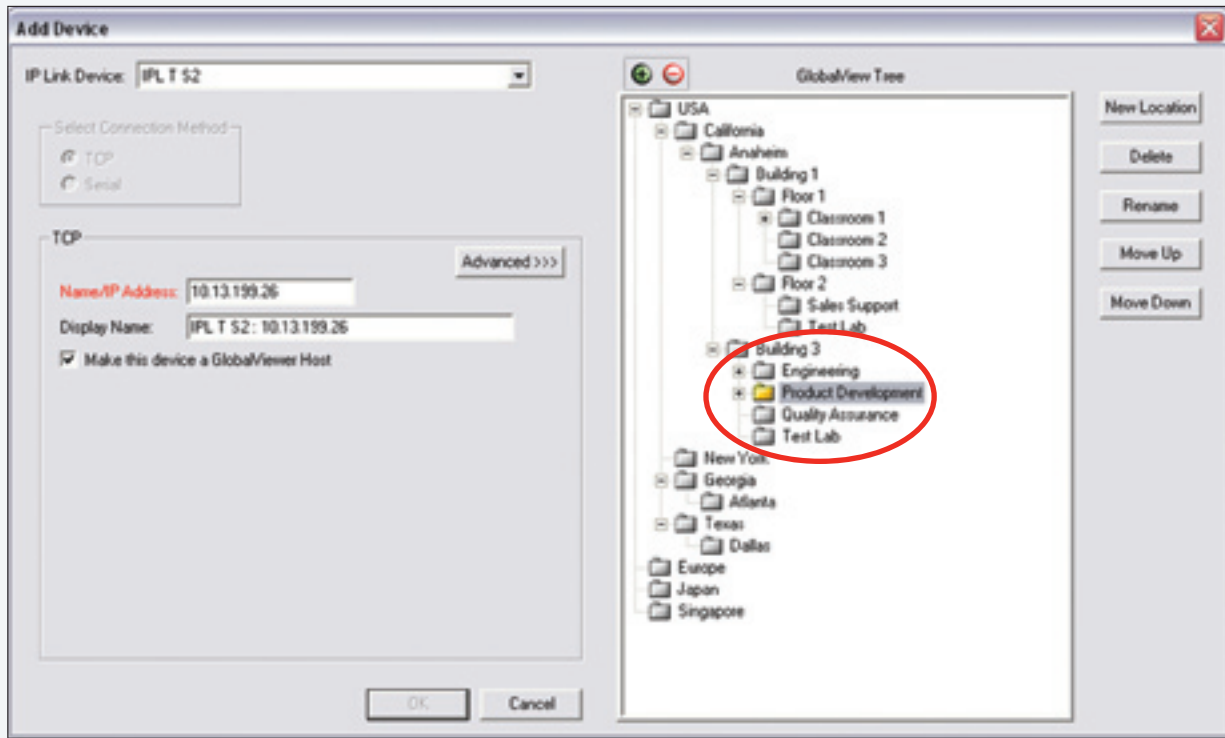 Add Device
IP Link Device: IPL T S2
Select Connection Method
TCP
Serial
TCP
Advanced >>>
Name/IP Address: 10.13.199.26
Display Name: IPL T S2 : 10.13.199.26
Make this device a GlobalViewer Host
OK
Cancel
GlobalView Tree
USA
California
Anaheim
Building 1
Floor 1
Classroom 1
Classroom 2
Classroom 3
Floor 2
Sales Support
Test Lab
Building 3
Engineering
Product Development
Quality Assurance
Test Lab
New York
Georgia
Atlanta
Texas
Dallas
Europe
Japan
Singapore
New Location
Delete
Rename
Move Up
Move Down